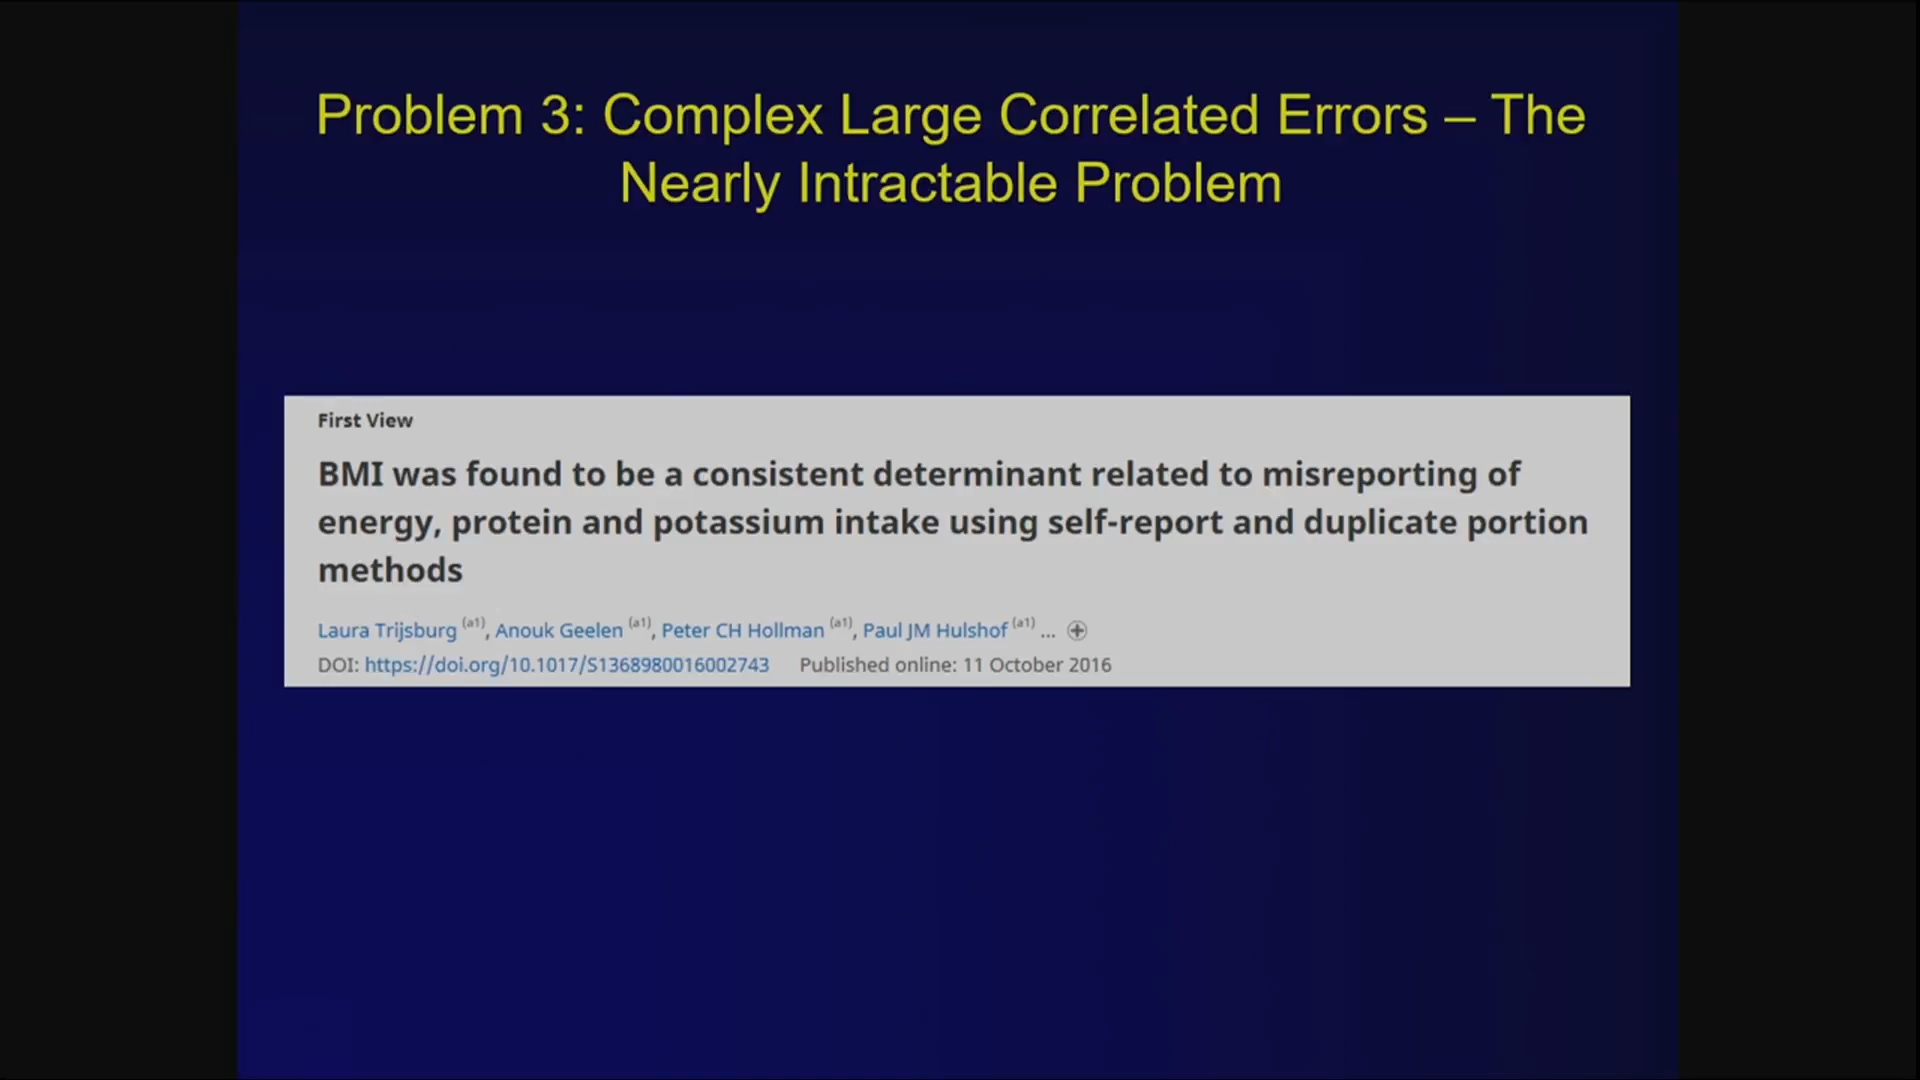 Problem 3: Complex Large Correlated Errors – The
Nearly Intractable Problem
First View
BMI was found to be a consistent determinant related to misreporting of
energy, protein and potassium intake using self-report and duplicate portion
methods
Laura Trijsburg (a1), Anouk Geelen (a1), Peter CH Hollman (a1), Paul JM Hulshof (a1) ...
DOI: https://doi.org/10.1017/S1368980016002743 Published online: 11 October 2016